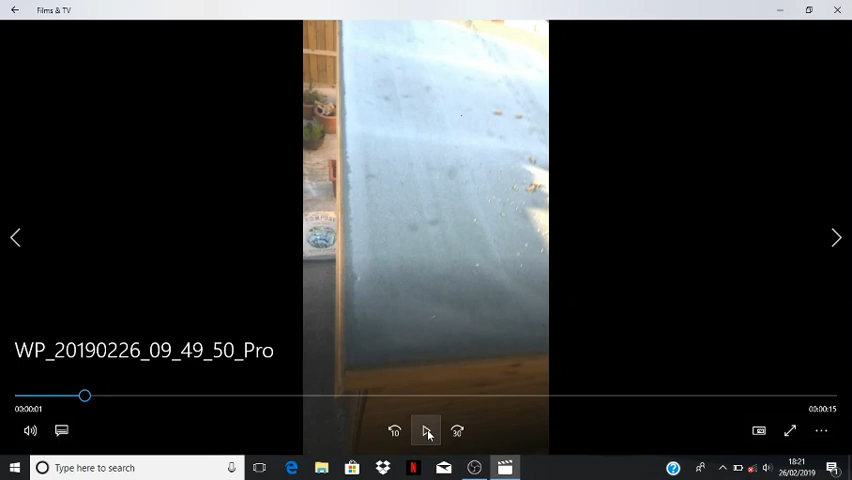 Films & TV
WP_20190226_09_49_50_Pro
00:00:01
00:00:15
10
30
Type here to search
18:21
26/02/2019